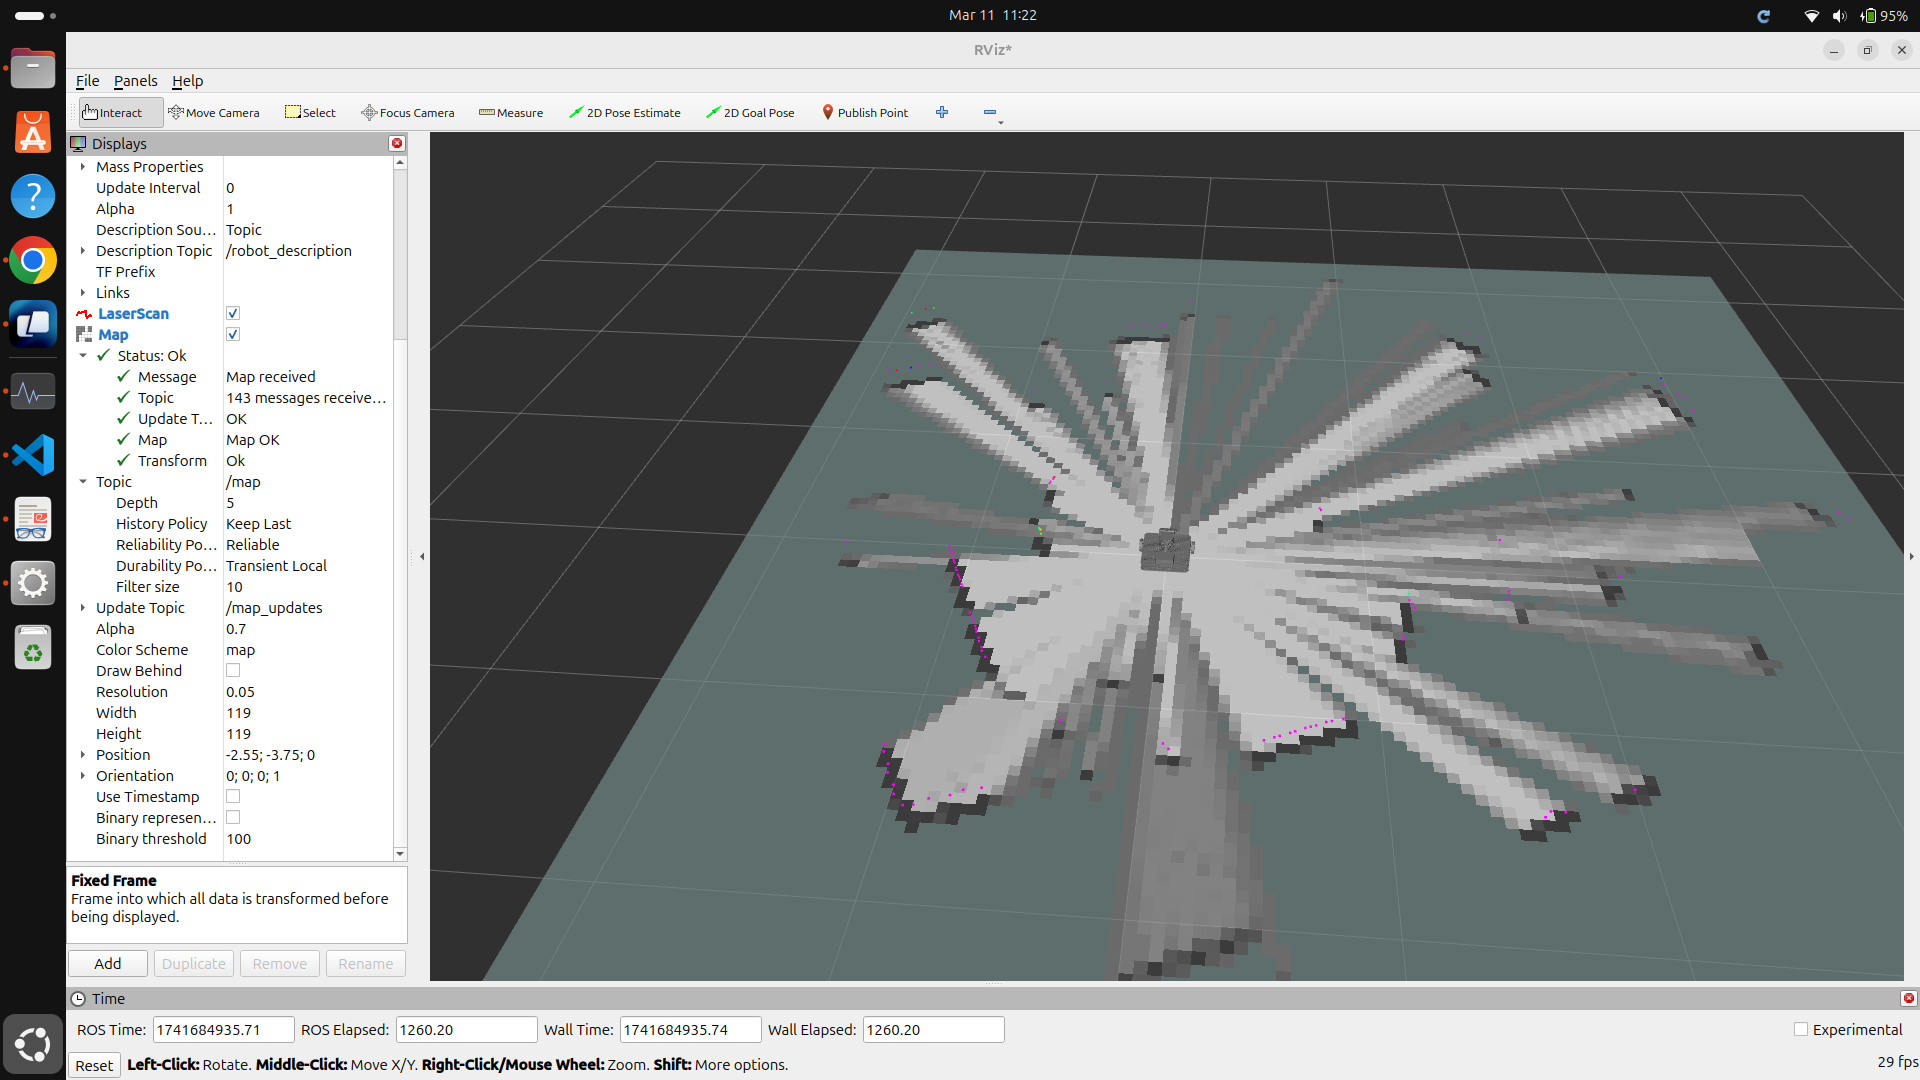 Mar 11 11:22
95%
RViz*
File Panels Help
Interact Move Camera Select Focus Camera Measure 2D Pose Estimate 2D Goal Pose Publish Point
Displays
Mass Properties
Update Interval 0
Alpha 1
Description Sou... Topic
Description Topic /robot_description
TF Prefix
Links
LaserScan
Map
Status: Ok
Message Map received
Topic 143 messages receive...
Update T... OK
Map Map OK
Transform Ok
Topic /map
Depth 5
History Policy Keep Last
Reliability Po... Reliable
Durability Po... Transient Local
Filter size 10
Update Topic /map_updates
Alpha 0.7
Color Scheme map
Draw Behind
Resolution 0.05
Width 119
Height 119
Position -2.55; -3.75; 0
Orientation 0; 0; 0; 1
Use Timestamp
Binary represen...
Binary threshold 100
Fixed Frame
Frame into which all data is transformed before
being displayed.
Add Duplicate Remove Rename
Time
ROS Time: 1741684935.71 ROS Elapsed: 1260.20 Wall Time: 1741684935.74 Wall Elapsed: 1260.20 Experimental
Reset Left-Click: Rotate. Middle-Click: Move X/Y. Right-Click/Mouse Wheel: Zoom. Shift: More options. 29 fps